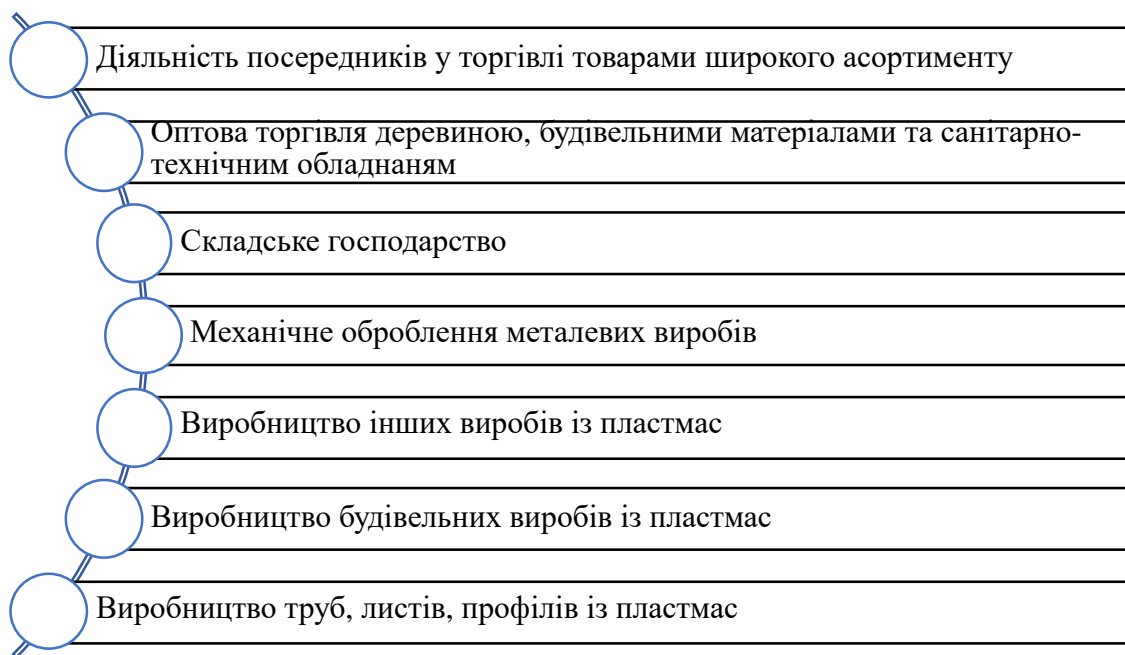 Діяльність посередників у торгівлі товарами широкого асортименту
Оптова торгівля деревиною, будівельними матеріалами та санітарно-
технічним обладнаням
Складське господарство
Механічне оброблення металевих виробів
Виробництво інших виробів із пластмас
Виробництво будівельних виробів із пластмас
Виробництво труб, листів, профілів із пластмас